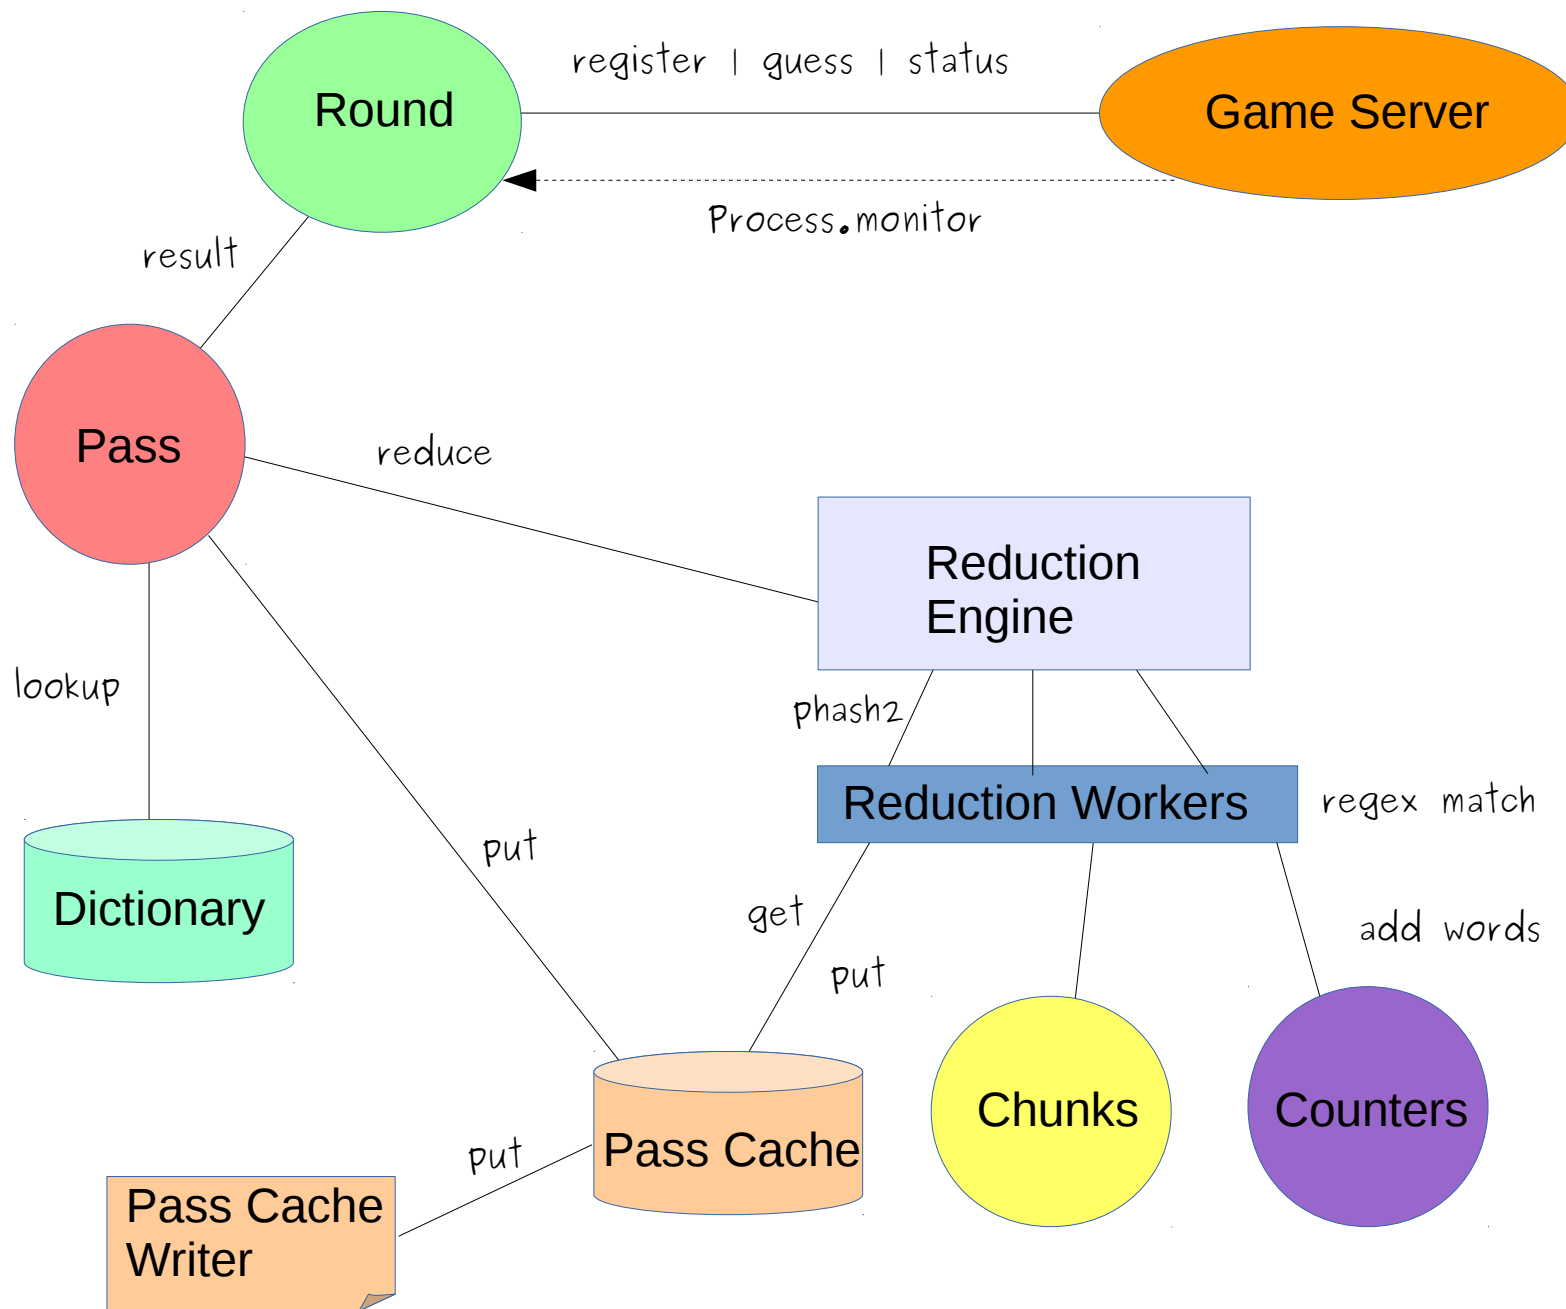 register | guess | status
Round
Game Server
Process.monitor
result
Pass
reduce
Reduction
Engine
lookup
phash2
Reduction Workers
regex match
put
Dictionary
get
add words
put
Chunks
Counters
Pass Cache
put
Pass Cache
Writer